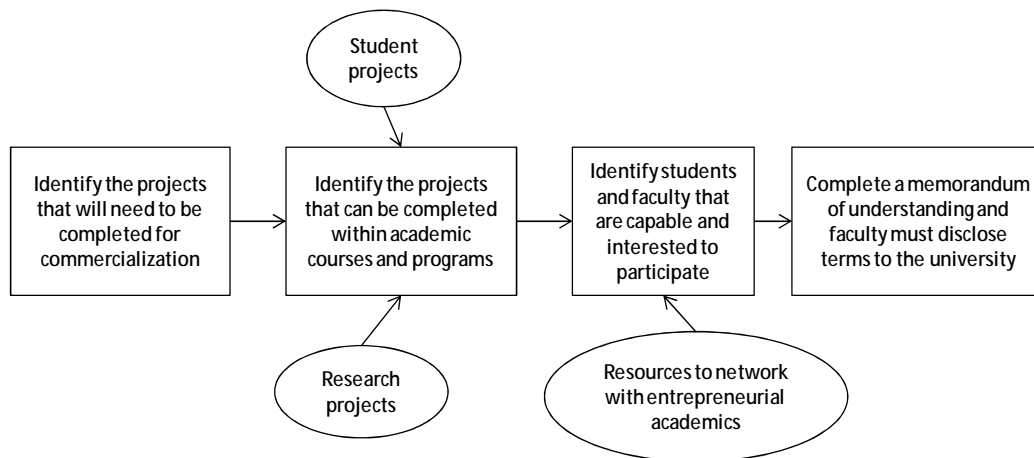 Student
projects
Identify the projects
that will need to be
completed for
commercialization
Identify the projects
that can be completed
within academic
courses and programs
Identify students
and faculty that
are capable and
interested to
participate
Complete a memorandum
of understanding and
faculty must disclose
terms to the university
Research
projects
Resources to network
with entrepreneurial
academics